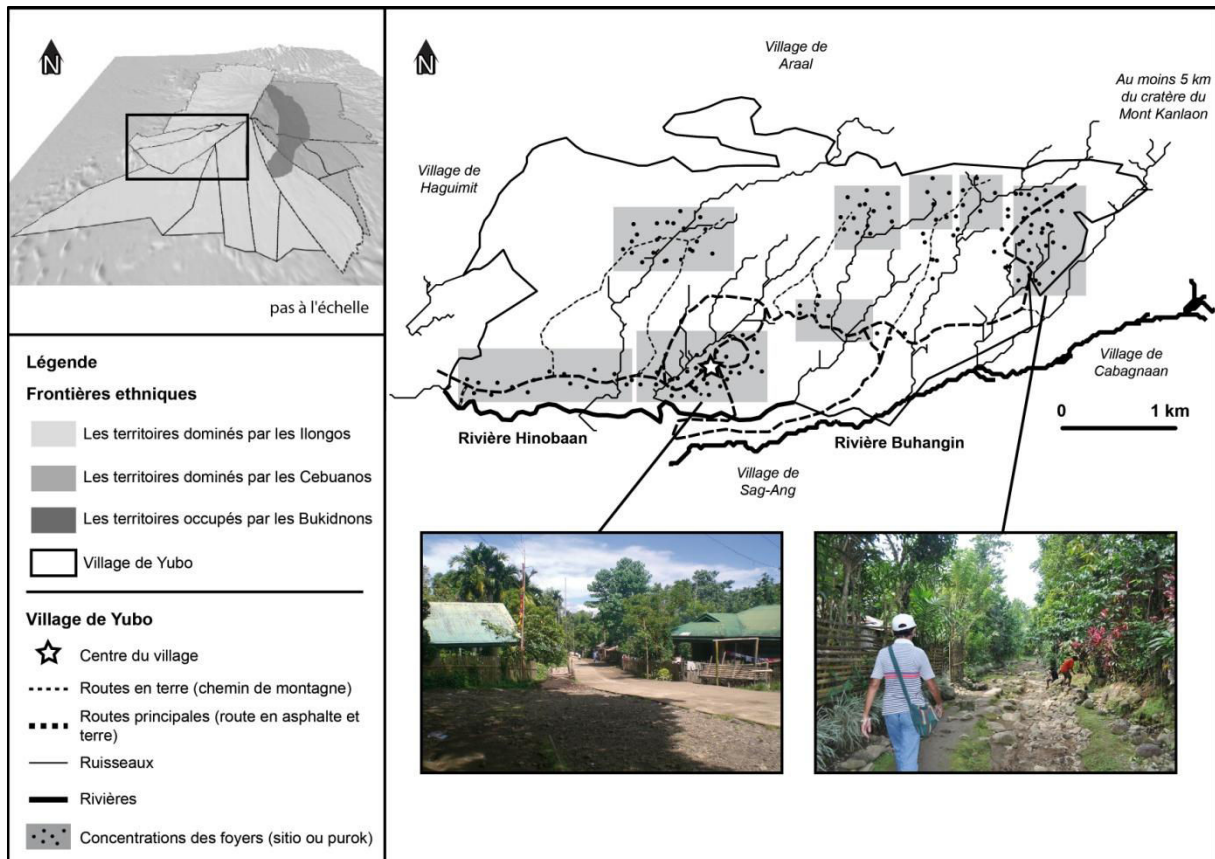 N
pas à l'échelle
Légende
Frontières ethniques
Les territoires dominés par les Ilongos
Les territoires dominés par les Cebuanos
Les territoires occupés par les Bukidnons
Village de Yubo
Village de Yubo
Centre du village
Routes en terre (chemin de montagne)
Routes principales (route en asphalte et
terre)
Ruisseaux
Rivières
Concentrations des foyers (sitio ou purok)
N
Village de
Araal
Au moins 5 km
du cratère du
Mont Kanlaon
Village de
Haguimit
Village de
Cabagnaan
0 1 km
Rivière Hinobaan
Rivière Buhangin
Village de
Sag-Ang